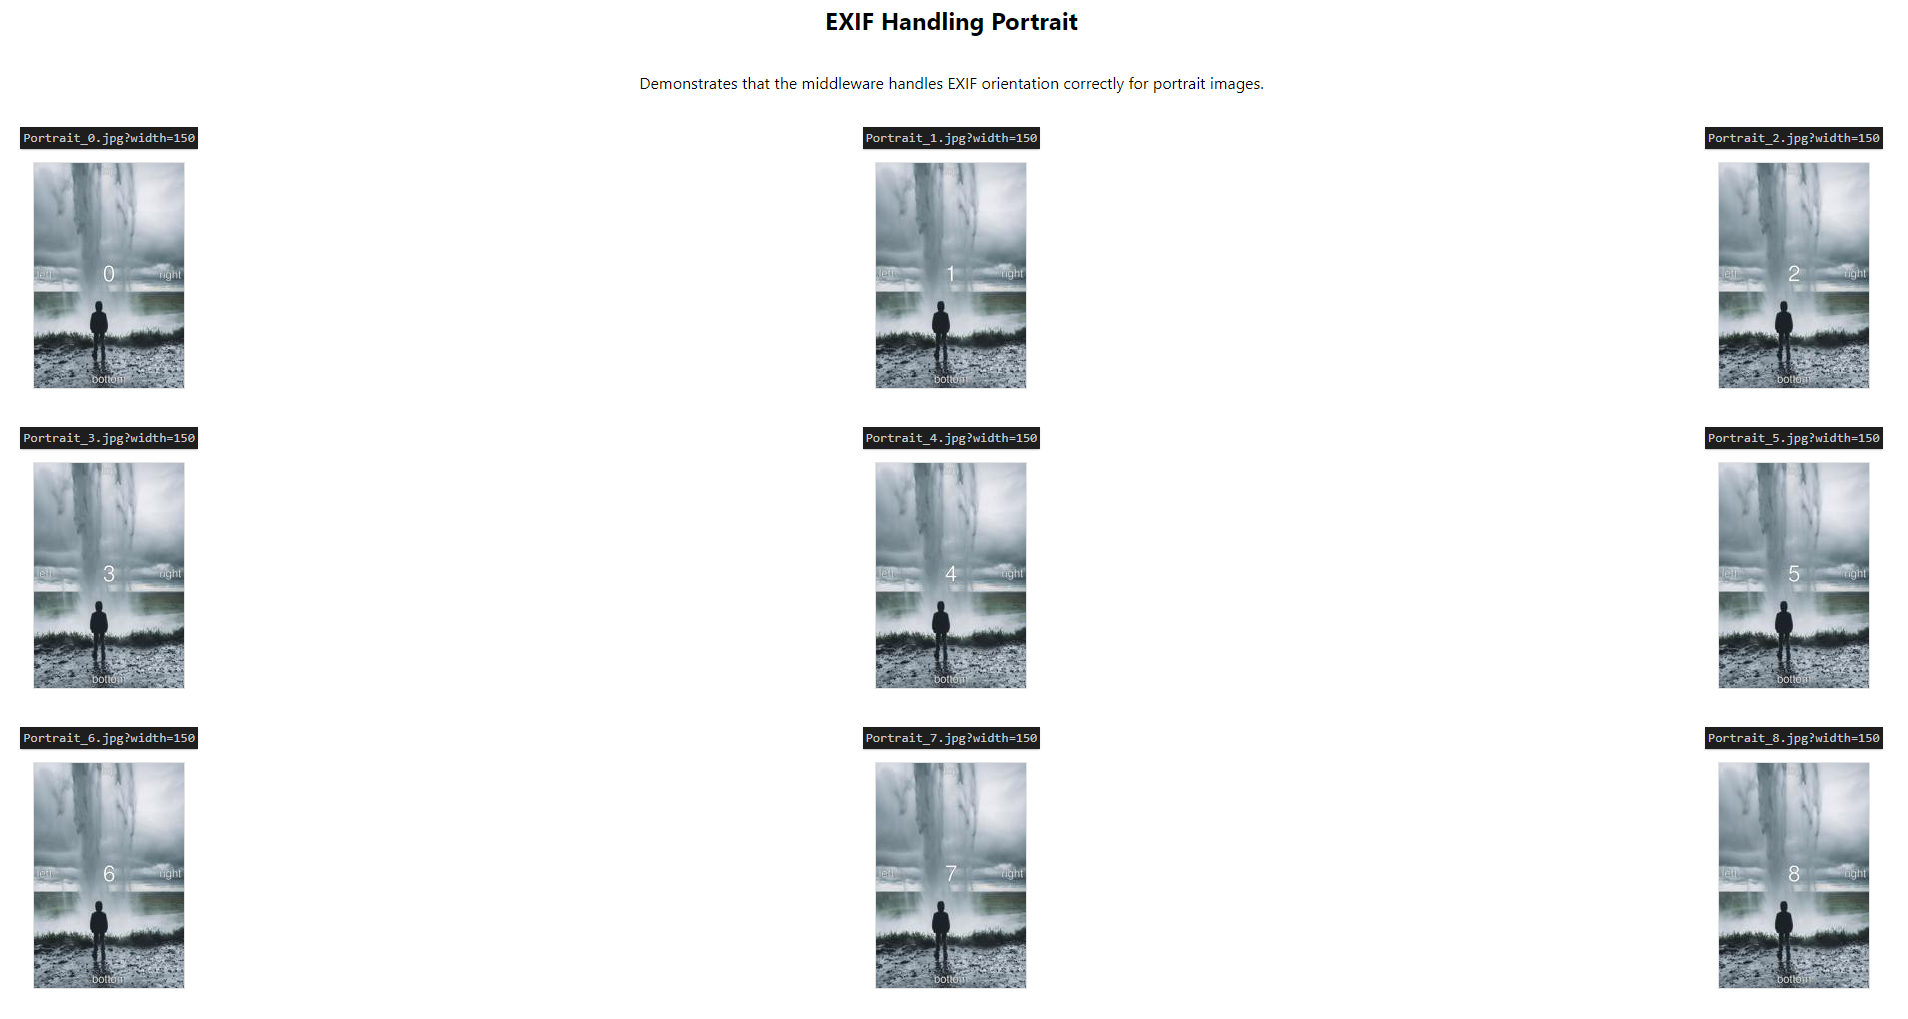 EXIF Handling Portrait
Demonstrates that the middleware handles EXIF orientation correctly for portrait images.
Portrait_0.jpg?width=150 Portrait_1.jpg?width=150 Portrait_2.jpg?width=150
left 0 right left 1 right left 2 right
bottom bottom bottom
Portrait_3.jpg?width=150 Portrait_4.jpg?width=150 Portrait_5.jpg?width=150
left 3 right left 4 right left 5 right
bottom bottom bottom
Portrait_6.jpg?width=150 Portrait_7.jpg?width=150 Portrait_8.jpg?width=150
left 6 right left 7 right left 8 right
bottom bottom bottom